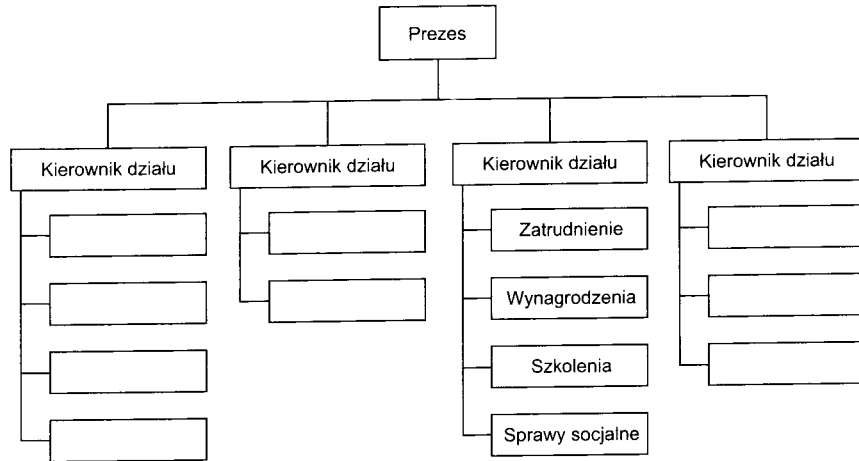 Prezes
Kierownik działu
Kierownik działu
Kierownik działu
Kierownik działu
Zatrudnienie
Wynagrodzenia
Szkolenia
Sprawy socjalne